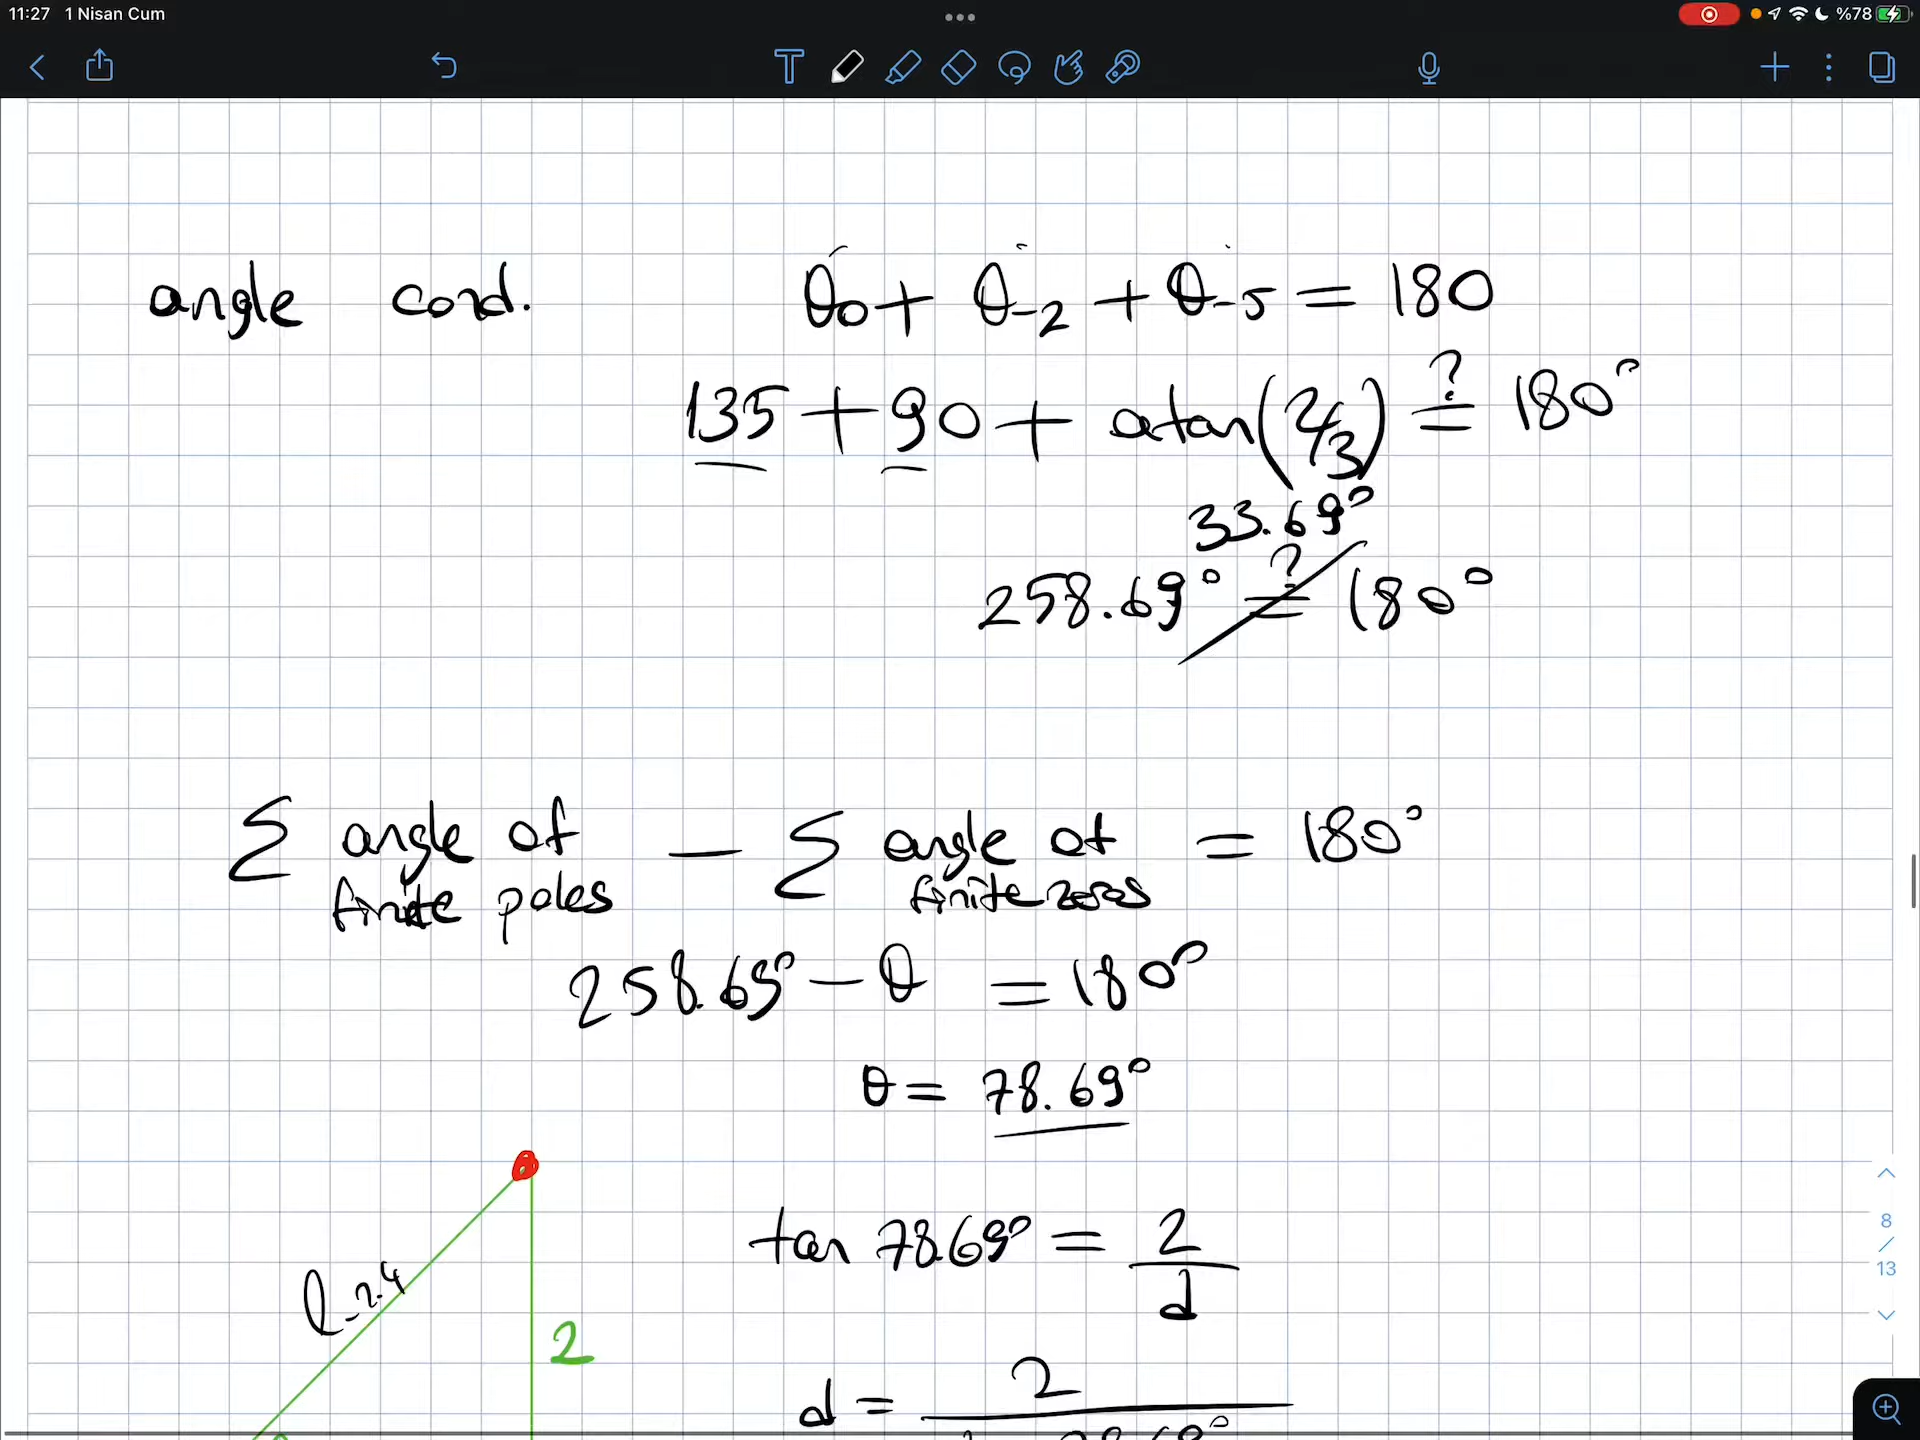 11:27 1 Nisan Cum
%78
angle cond.
θ₀ + θ₋₂ + θ₋₅ = 180
135 + 90 + atan(2/3) ≟ 180°
33.69°
258.69° ≟ 180°
Σ angle of finite poles − Σ angle of finite zeros = 180°
258.69° − θ = 180°
θ = 78.69°
tan 78.69° = 2/d
l₋₂.₄
2
d = 2
8
/
13